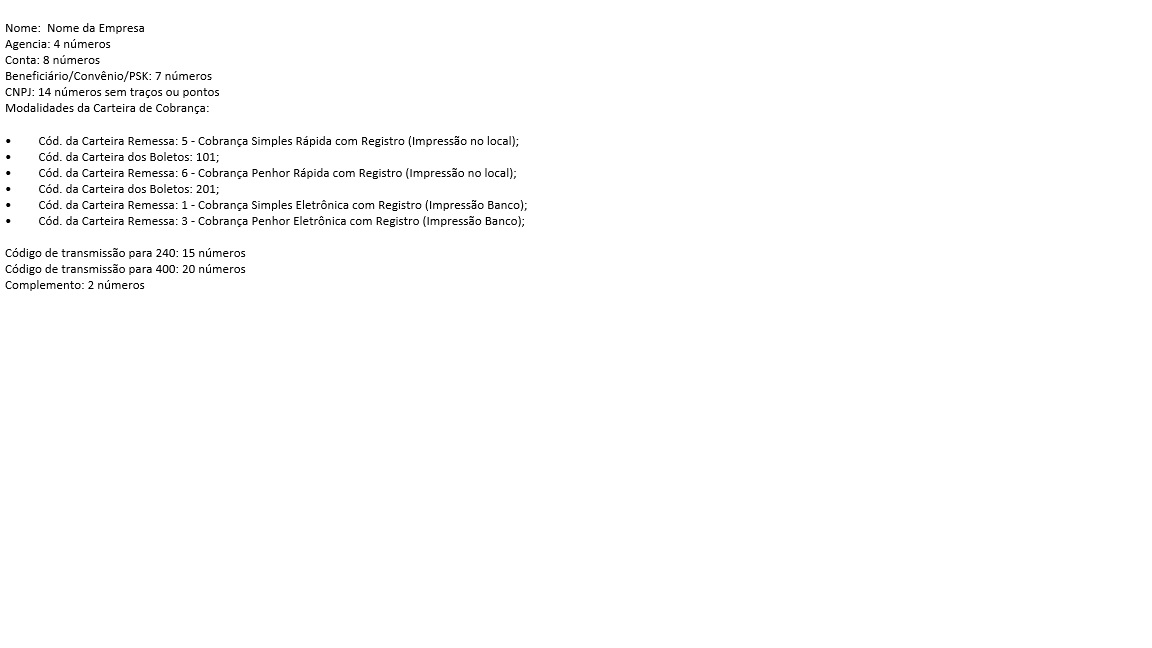 Nome:  Nome da Empresa
Agencia: 4 números
Conta: 8 números
Beneficiário/Convênio/PSK: 7 números
CNPJ: 14 números sem traços ou pontos
Modalidades da Carteira de Cobrança:
• Cód. da Carteira Remessa: 5 - Cobrança Simples Rápida com Registro (Impressão no local);
• Cód. da Carteira dos Boletos: 101;
• Cód. da Carteira Remessa: 6 - Cobrança Penhor Rápida com Registro (Impressão no local);
• Cód. da Carteira dos Boletos: 201;
• Cód. da Carteira Remessa: 1 - Cobrança Simples Eletrônica com Registro (Impressão Banco);
• Cód. da Carteira Remessa: 3 - Cobrança Penhor Eletrônica com Registro (Impressão Banco);
Código de transmissão para 240: 15 números
Código de transmissão para 400: 20 números
Complemento: 2 números